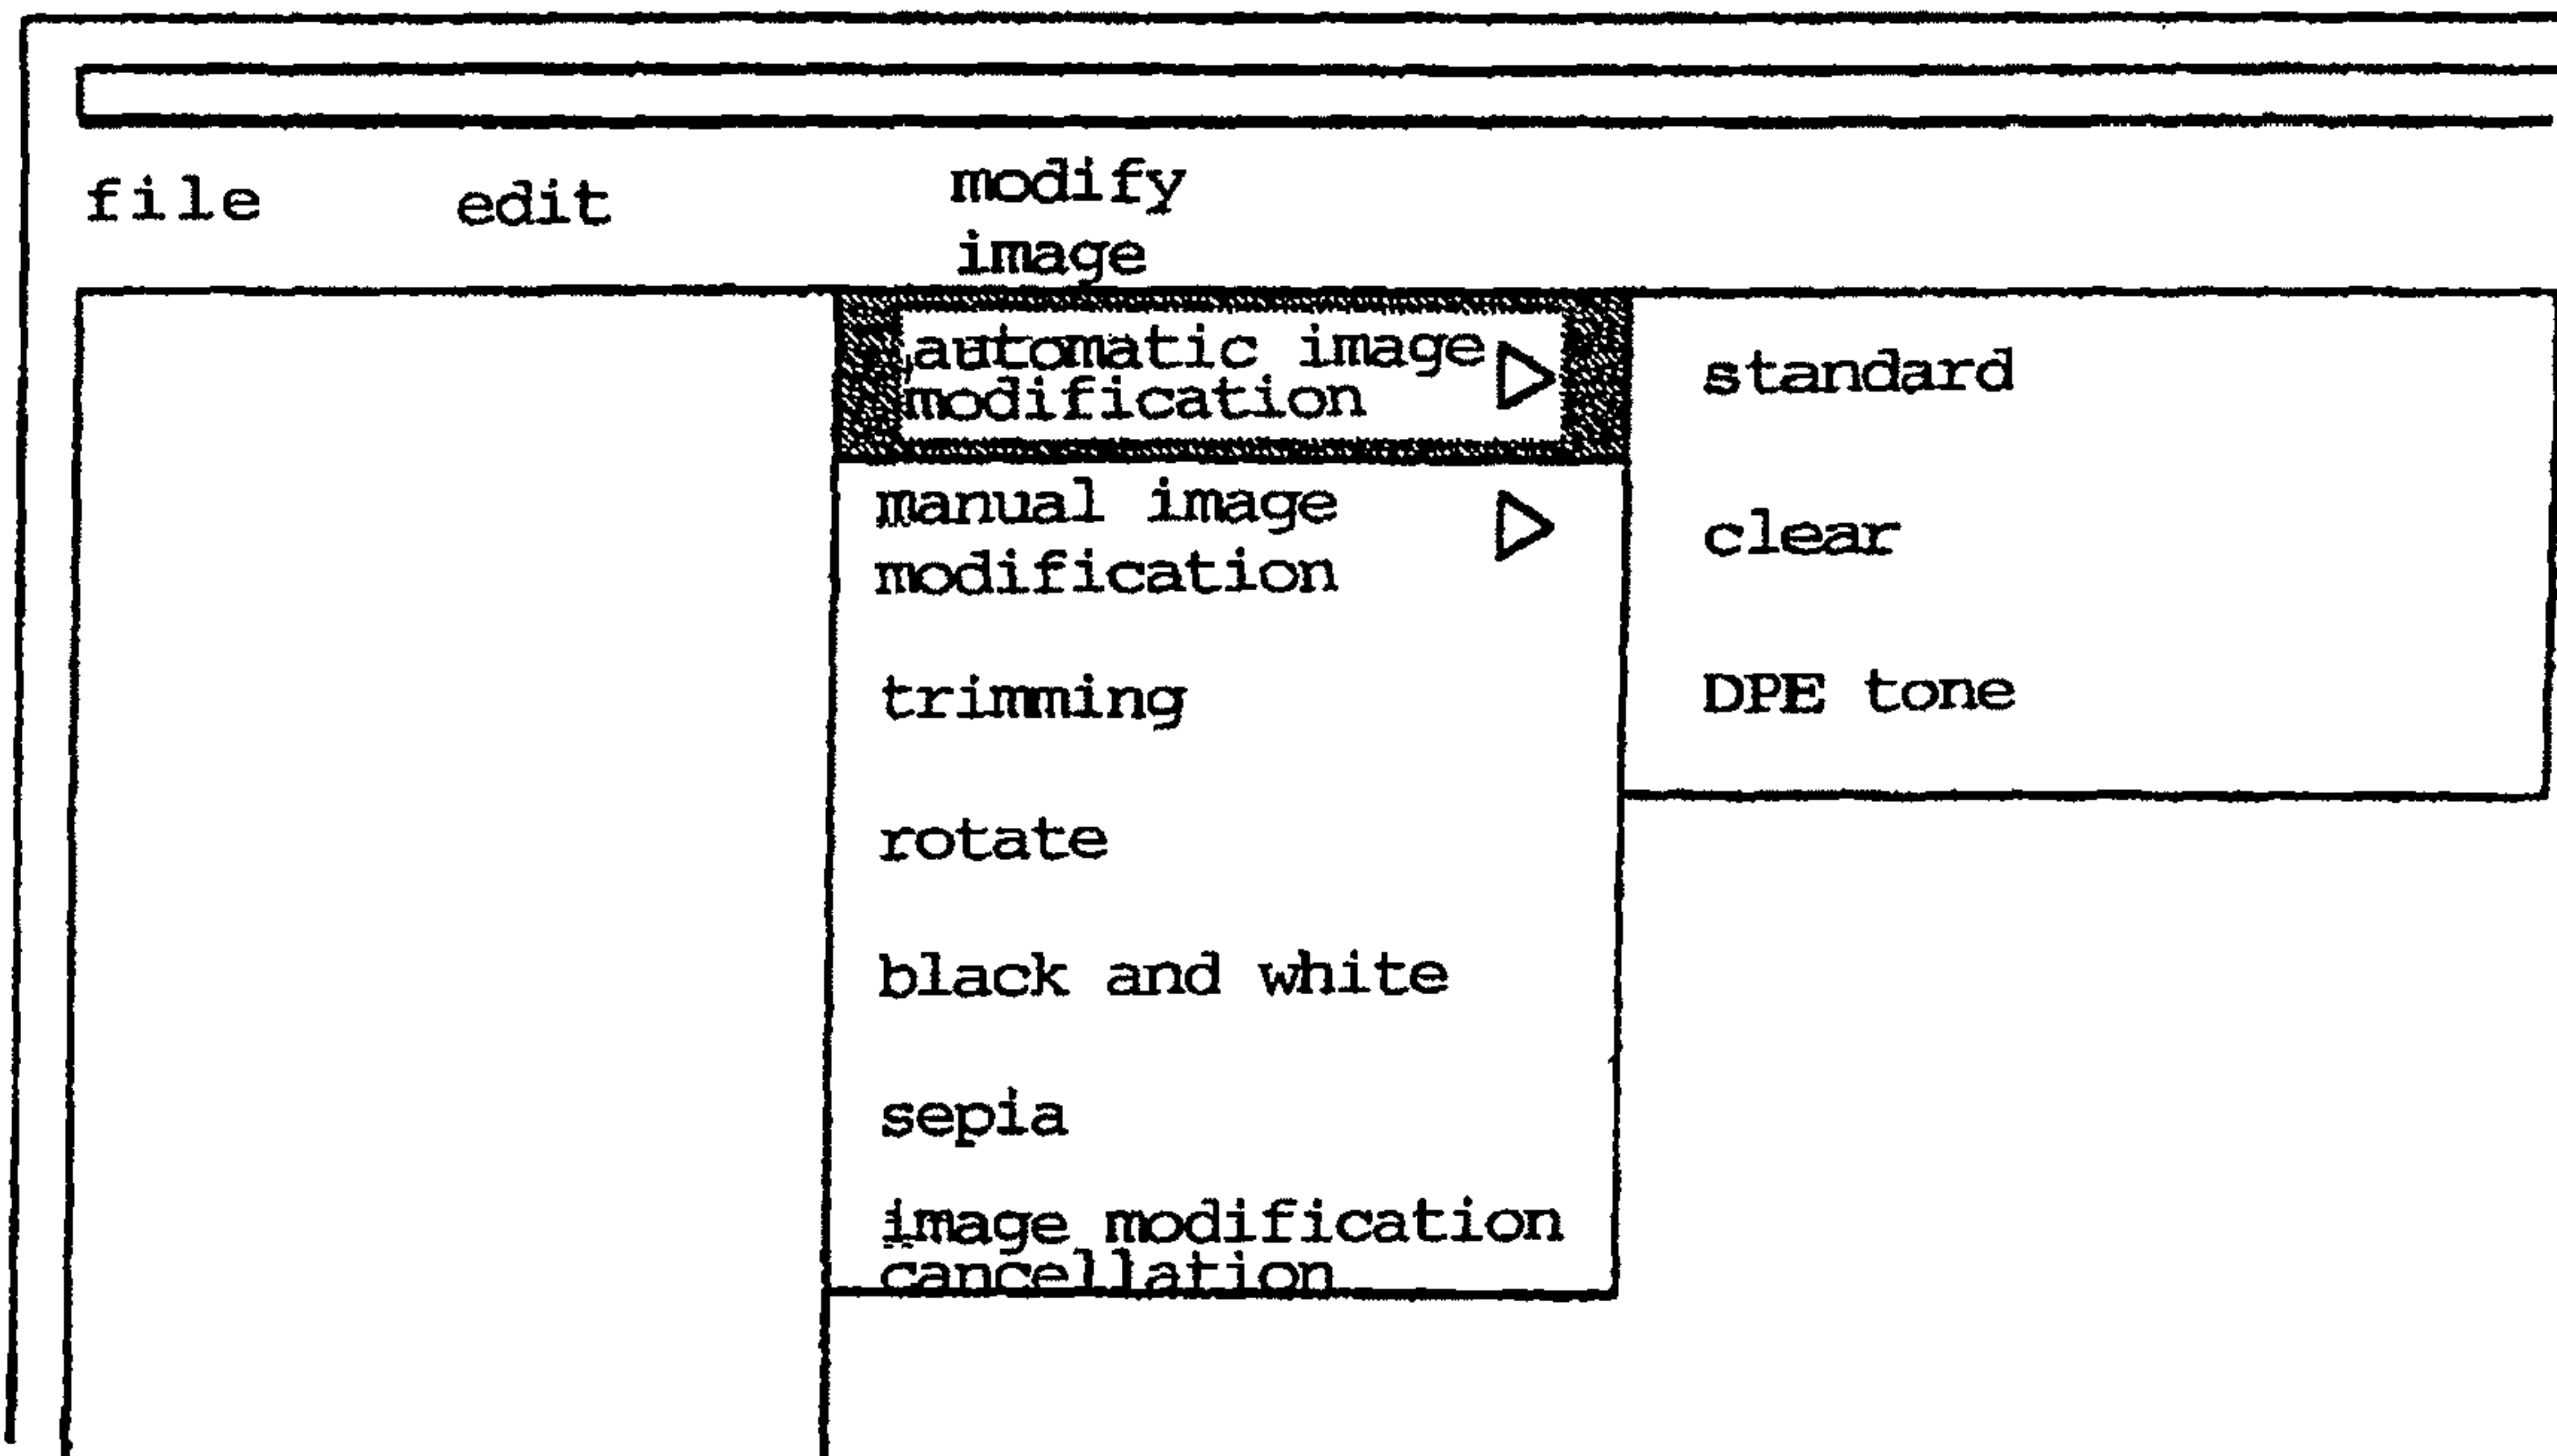 file edit modify
image
automatic image
modification
manual image
modification
trimming
rotate
black and white
sepia
image modification
cancellation
standard
clear
DPE tone